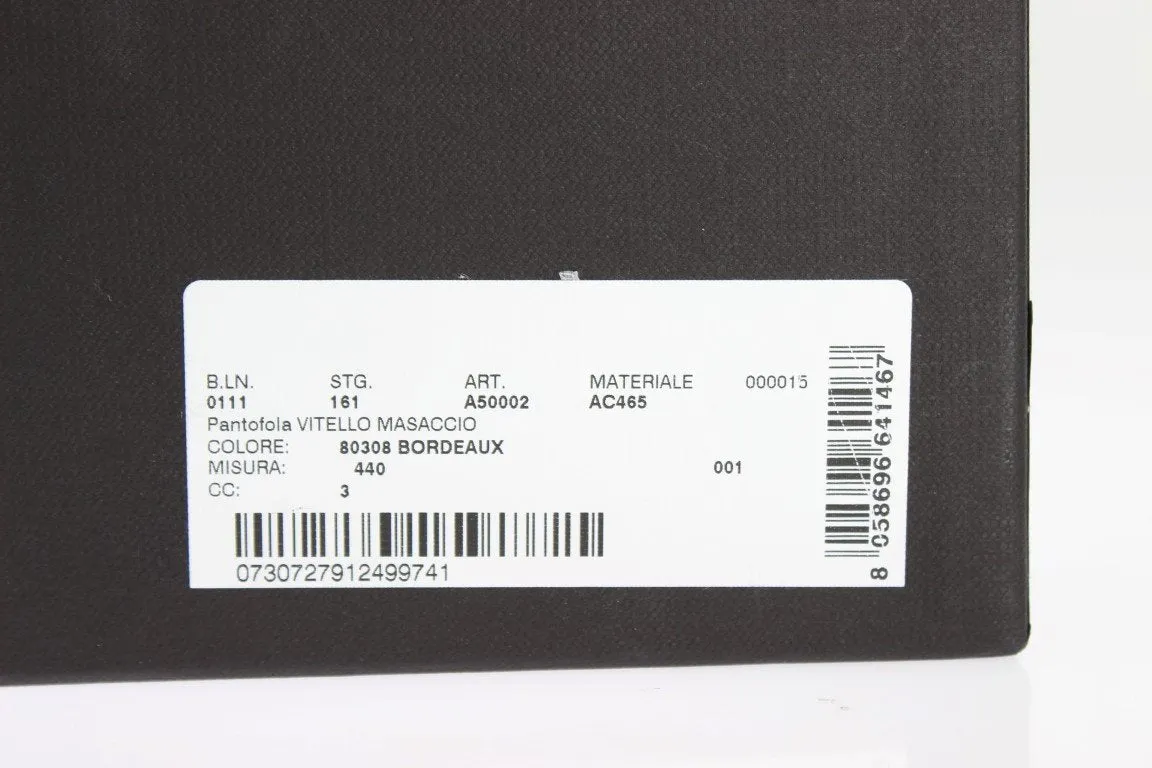 B.LN. STG. ART. MATERIALE 000015
0111 161 A50002 AC465
Pantofola VITELLO MASACCIO
COLORE: 80308 BORDEAUX
MISURA: 440 001
CC: 3
0730727912499741
8 058696 641467